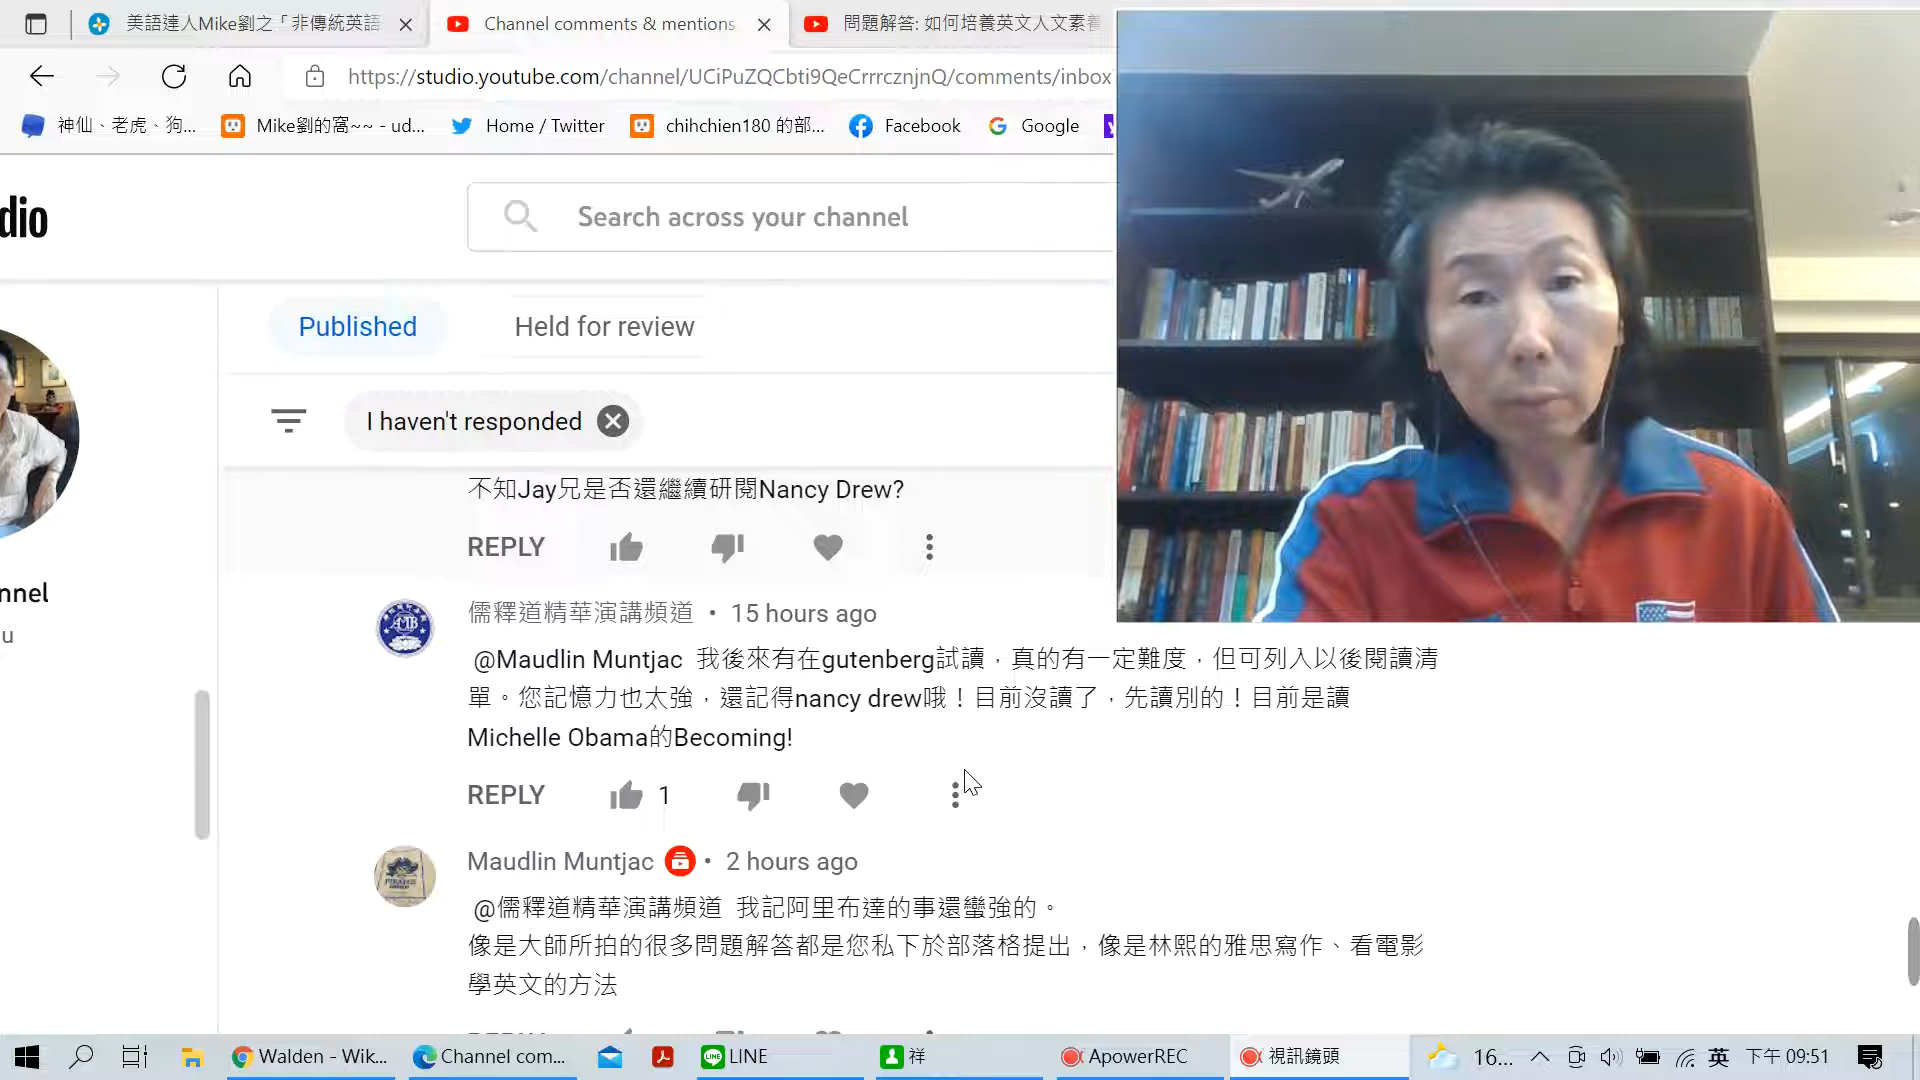 美語達人Mike劉之「非傳統英語
Channel comments & mentions
問題解答: 如何培養英文人文素養
https://studio.youtube.com/channel/UCiPuZQCbti9QeCrrrcznjnQ/comments/inbox
神仙、老虎、狗...
Mike劉的窩~~ - ud...
Home / Twitter
chihchien180 的部...
Facebook
Google
dio
Search across your channel
Published
Held for review
I haven't responded
nnel
u
不知Jay兄是否還繼續研閱Nancy Drew?
REPLY
儒釋道精華演講頻道 • 15 hours ago
@Maudlin Muntjac 我後來有在gutenberg試讀，真的有一定難度，但可列入以後閱讀清
單。您記憶力也太強，還記得nancy drew哦！目前沒讀了，先讀別的！目前是讀
Michelle Obama的Becoming!
REPLY 1
Maudlin Muntjac • 2 hours ago
@儒釋道精華演講頻道 我記阿里布達的事還蠻強的。
像是大師所拍的很多問題解答都是您私下於部落格提出，像是林熙的雅思寫作、看電影
學英文的方法
Walden - Wik...
Channel com...
LINE
祥
ApowerREC
視訊鏡頭
16...
英
下午 09:51